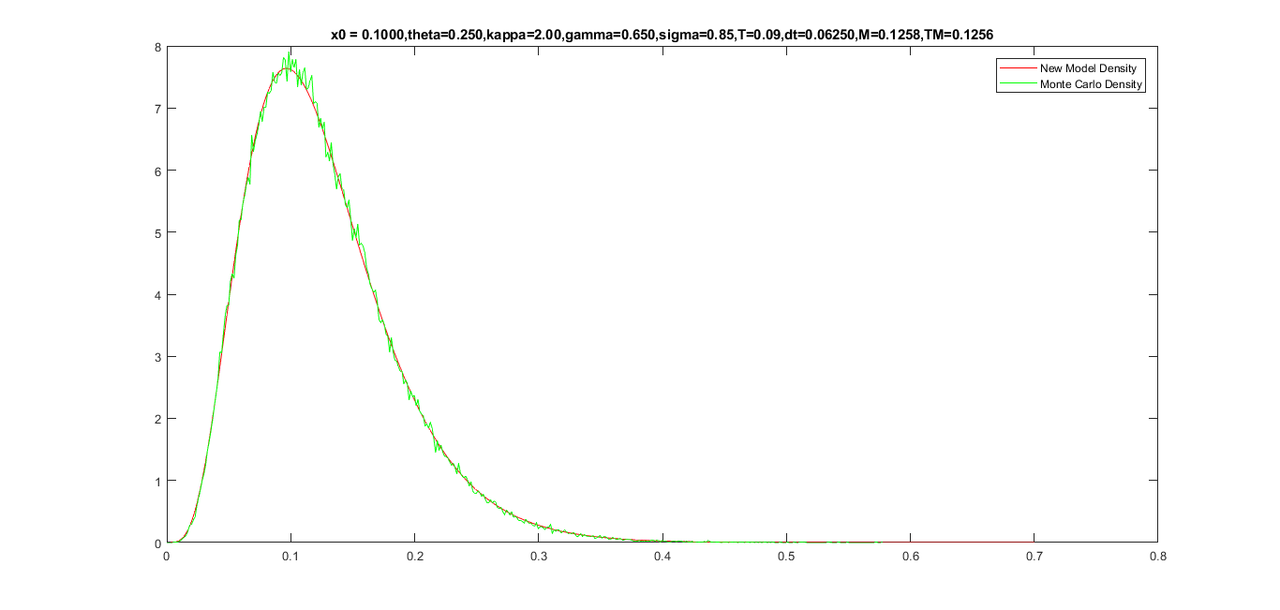 x0 = 0.1000,theta=0.250,kappa=2.00,gamma=0.650,sigma=0.85,T=0.09,dt=0.06250,M=0.1258,TM=0.1256
New Model Density
Monte Carlo Density
8
7
6
5
4
3
2
1
0
0 0.1 0.2 0.3 0.4 0.5 0.6 0.7 0.8